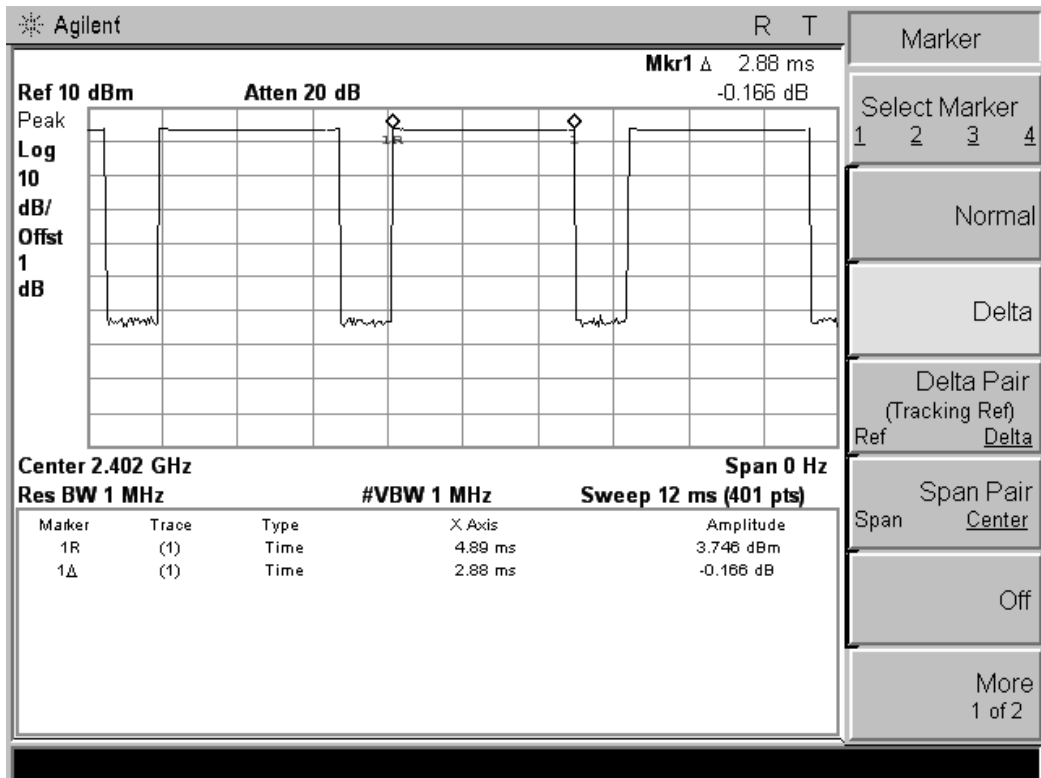 Agilent R T
Mkr1 Δ 2.88 ms
Ref 10 dBm Atten 20 dB -0.166 dB
Peak
Log
10
dB/
Offst
1
dB
1R 1
Center 2.402 GHz Span 0 Hz
Res BW 1 MHz #VBW 1 MHz Sweep 12 ms (401 pts)
Marker Trace Type X Axis Amplitude
1R (1) Time 4.89 ms 3.746 dBm
1Δ (1) Time 2.88 ms -0.166 dB
Marker
Select Marker
1 2 3 4
Normal
Delta
Delta Pair
(Tracking Ref)
Ref Delta
Span Pair
Span Center
Off
More
1 of 2